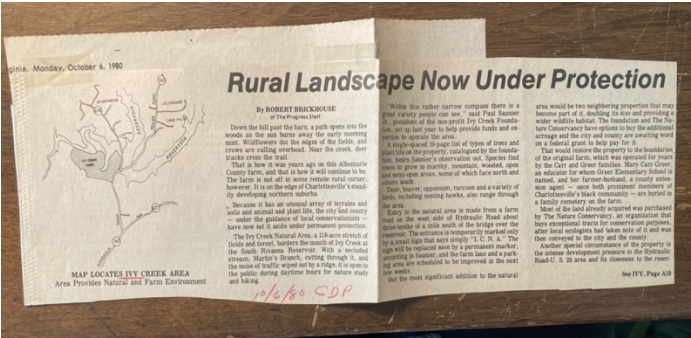 ginia, Monday, October 6, 1980
Rural Landscape Now Under Protection
By ROBERT BRICKHOUSE
of The Progress Staff
Down the hill past the barn, a path opens into the
woods as the sun burns away the early morning
mist. Wildflowers dot the edges of the fields, and
crows are calling overhead. Near the creek, deer
tracks cross the trail.
That is how it was years ago on this Albemarle
County farm, and that is how it will continue to be.
The farm is not off in some remote rural corner,
however. It is on the edge of Charlottesville's stead-
ily developing northern suburbs.
Because it has an unusual array of terrains and
soils and animal and plant life, the city and county
— under the guidance of local conservationists —
have now set it aside under permanent protection.
The Ivy Creek Natural Area, a 118-acre stretch of
fields and forest, borders the mouth of Ivy Creek at
the South Rivanna Reservoir. With a secluded
stream, Martin's Branch, cutting through it, and
the noise of traffic wiped out by a ridge, it is open to
the public during daytime hours for nature study
and hiking.
"Within this rather narrow compass there is a
great variety people can see," said Paul Saunier
Jr., president of the non-profit Ivy Creek Founda-
tion, set up last year to help provide funds and ex-
pertise to operate the area.
A single-spaced 10-page list of types of trees and
plant life on the property, catalogued by the founda-
tion, bears Saunier's observation out. Species find
room to grow in marshy, mountain, wooded, open
and semi-open areas, some of which face north and
others south.
Deer, beaver, opossum, raccoon and a variety of
birds, including nesting hawks, also range through
the area.
Entry to the natural area is made from a farm
road on the west side of Hydraulic Road about
three-tenths of a mile south of the bridge over the
reservoir. The entrance is temporarily marked only
by a small sign that says simply "I. C. N. A." The
sign will be replaced soon by a permanent marker,
according to Saunier, and the farm lane and a park-
ing area are scheduled to be improved in the next
few weeks.
But the most significant addition to the natural
area would be two neighboring properties that may
become part of it, doubling its size and providing a
wider wildlife habitat. The foundation and The Na-
ture Conservancy have options to buy the additional
acreage and the city and county are awaiting word
on a federal grant to help pay for it.
That would restore the property to the boundaries
of the original farm, which was operated for years
by the Carr and Greer families. Mary Carr Greer,
an educator for whom Greer Elementary School is
named, and her farmer-husband, a county exten-
sion agent — once both prominent members of
Charlottesville's black community — are buried in
a family cemetery on the farm.
Most of the land already acquired was purchased
by The Nature Conservancy, an organization that
buys exceptional tracts for conservation purposes,
after local ecologists had taken note of it and was
then conveyed to the city and the county.
Another special circumstance of the property is
the intense development pressure in the Hydraulic
Road-U. S. 29 area and its closeness to the reser-
See IVY, Page A10
MAP LOCATES IVY CREEK AREA
Area Provides Natural and Farm Environment
10/6/80 CDP